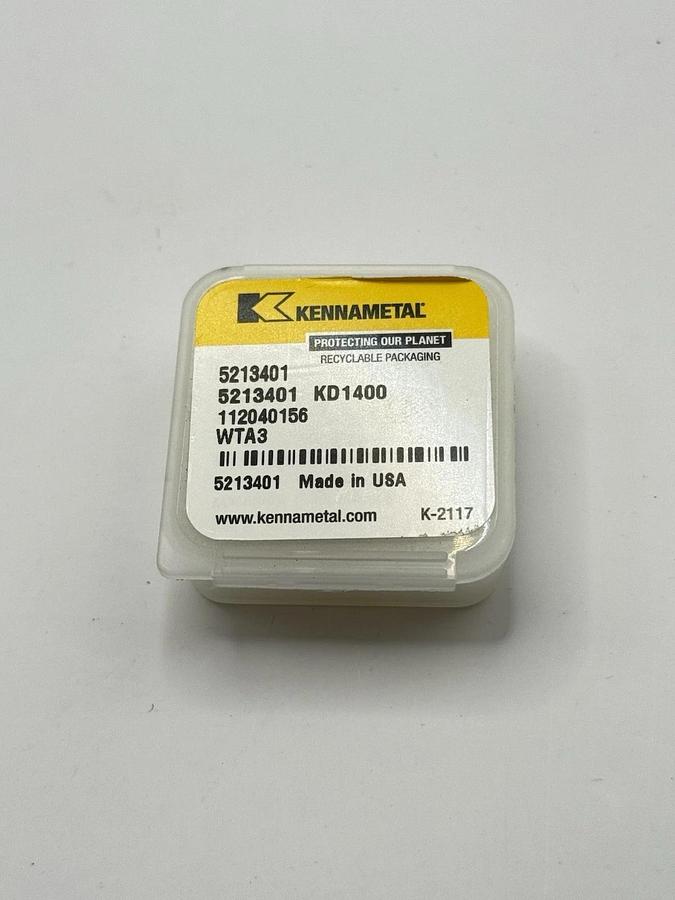 KENNAMETAL
PROTECTING OUR PLANET
RECYCLABLE PACKAGING
5213401
5213401 KD1400
112040156
WTA3
5213401 Made in USA
www.kennametal.com K-2117